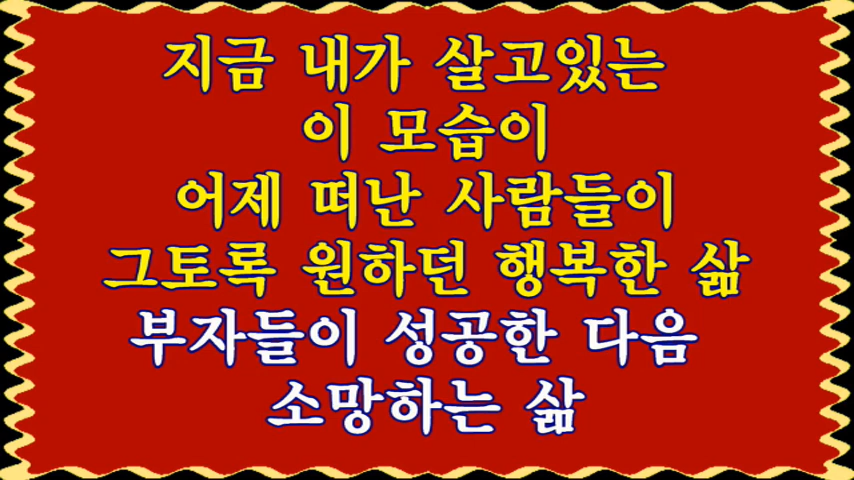 지금 내가 살고있는
이 모습이
어제 떠난 사람들이
그토록 원하던 행복한 삶
부자들이 성공한 다음
소망하는 삶